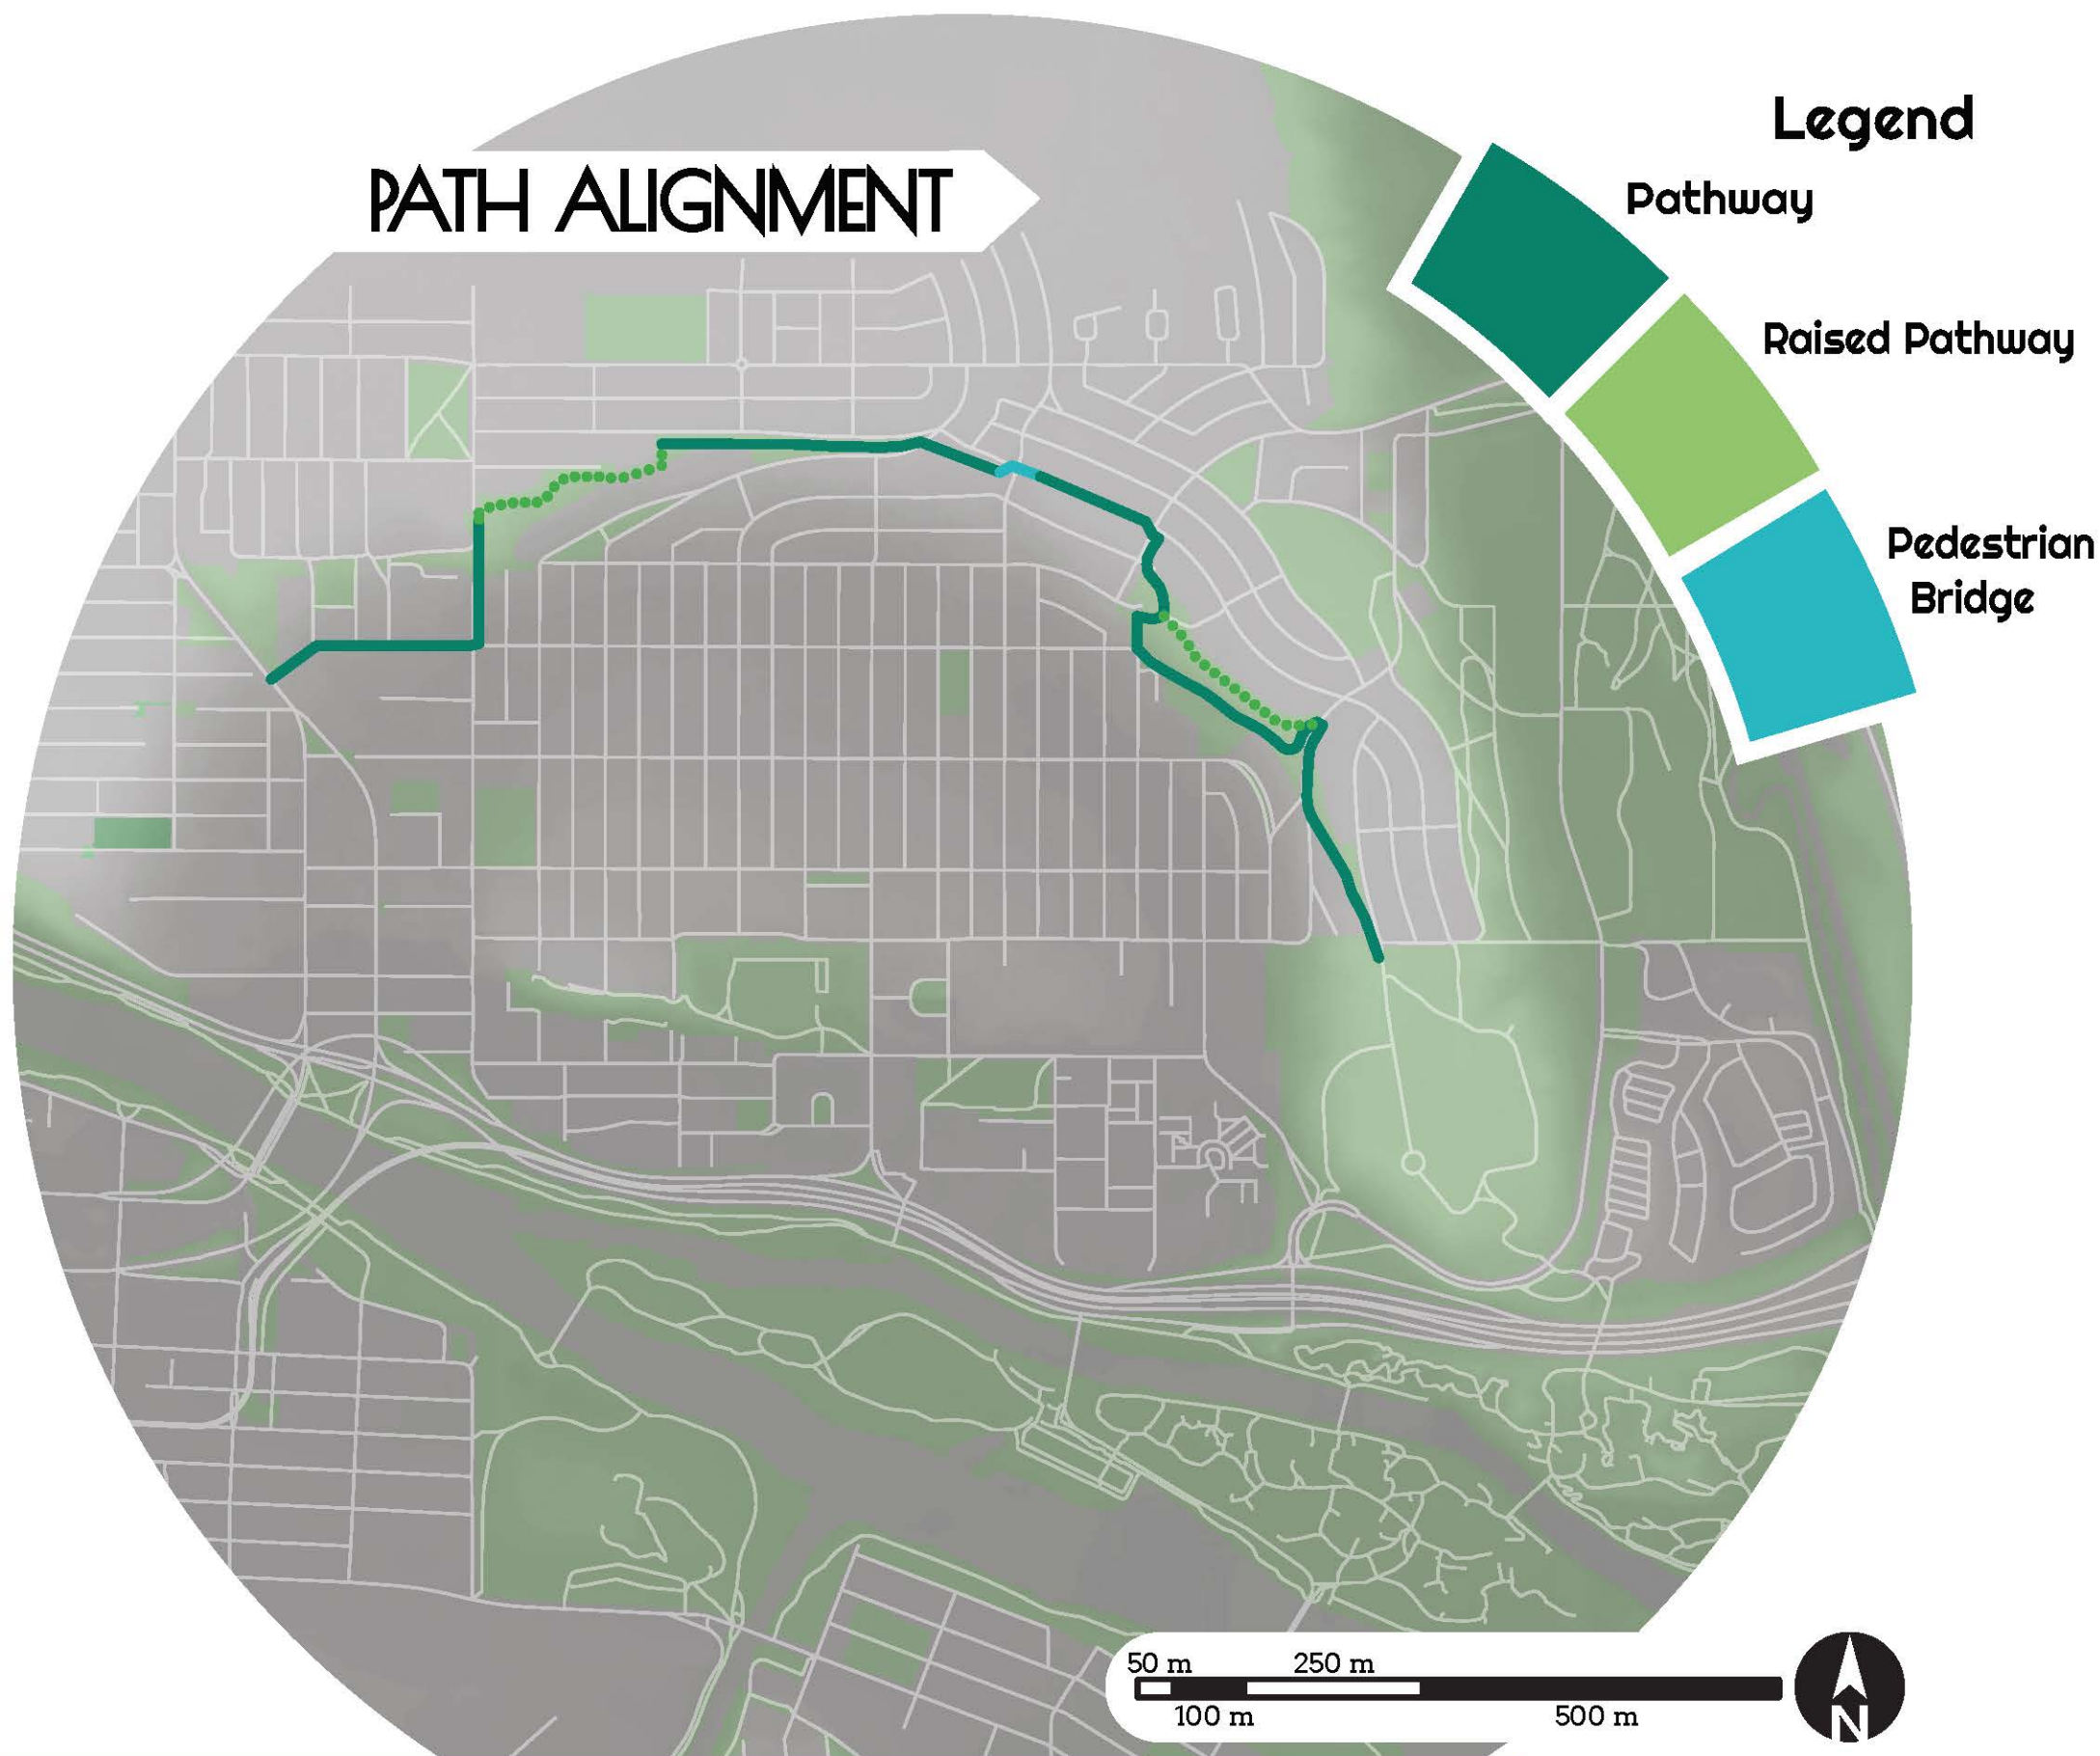 PATH ALIGNMENT
Legend
Pathway
Raised Pathway
Pedestrian
Bridge
50 m
250 m
100 m
500 m
N